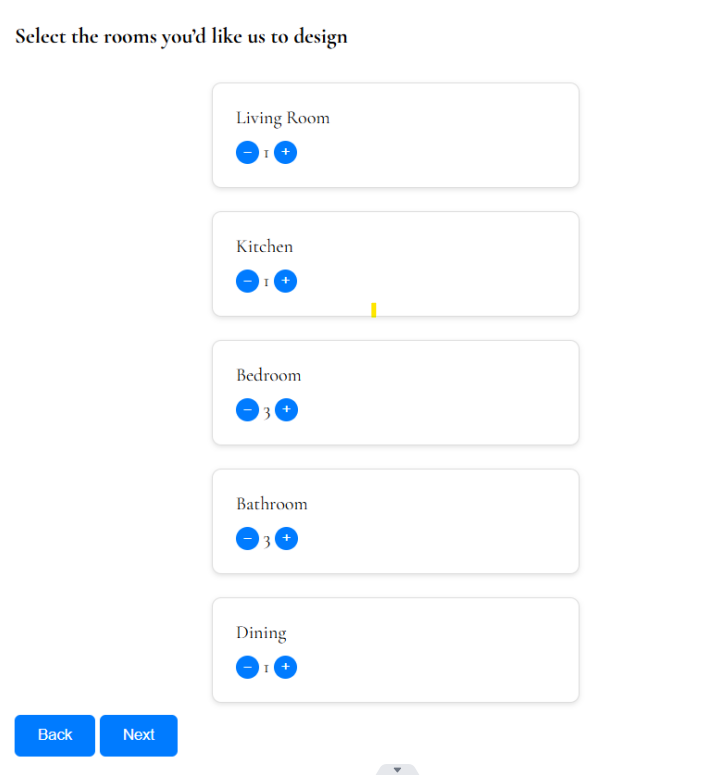 Select the rooms you'd like us to design
Living Room
− 1 +
Kitchen
− 1 +
Bedroom
− 3 +
Bathroom
− 3 +
Dining
− 1 +
Back Next